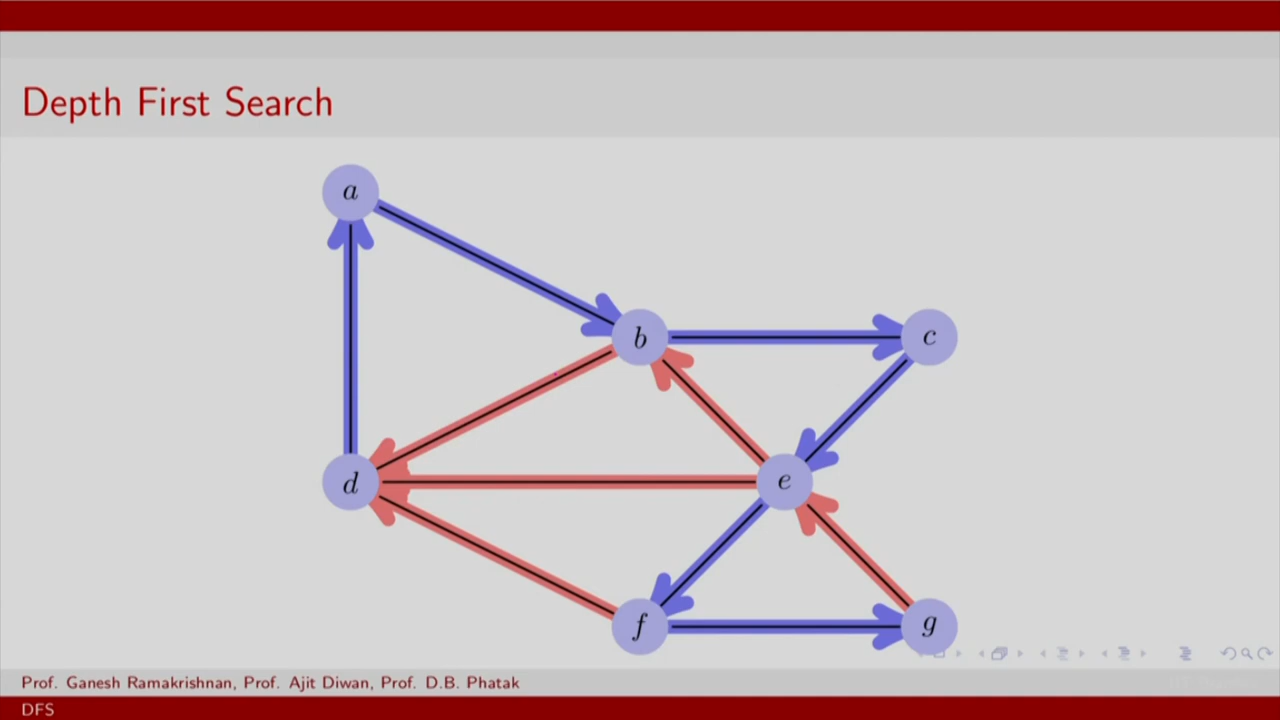 Depth First Search
a
b
c
d
e
f
g
Prof. Ganesh Ramakrishnan, Prof. Ajit Diwan, Prof. D.B. Phatak
DFS